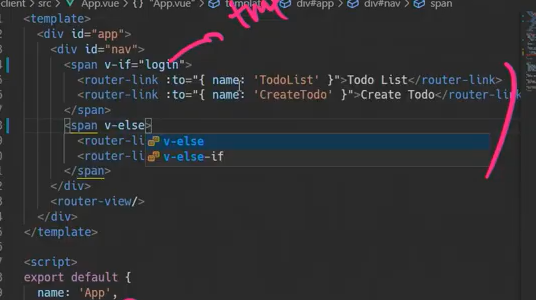 client > src > App.vue > {} "App.vue" > template > div#app > div#nav > span
<template>
<div id="app">
<div id="nav">
<span v-if="login">
<router-link :to="{ name: 'TodoList' }">Todo List</router-link>
<router-link :to="{ name: 'CreateTodo' }">Create Todo</router-link>
</span>
<span v-else>
<router-li v-else
<router-li v-else-if
</span>
</div>
<router-view/>
</div>
</template>
<script>
export default {
name: 'App',